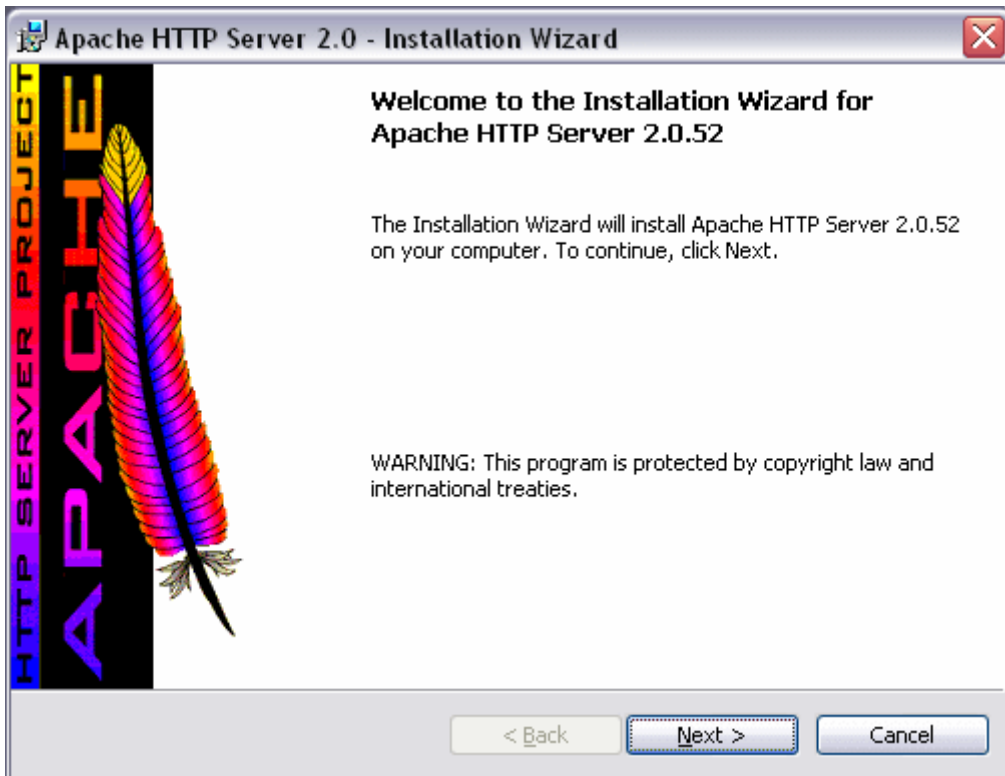 Apache HTTP Server 2.0 - Installation Wizard
HTTP SERVER PROJECT
APACHE
Welcome to the Installation Wizard for
Apache HTTP Server 2.0.52
The Installation Wizard will install Apache HTTP Server 2.0.52
on your computer. To continue, click Next.
WARNING: This program is protected by copyright law and
international treaties.
< Back
Next >
Cancel